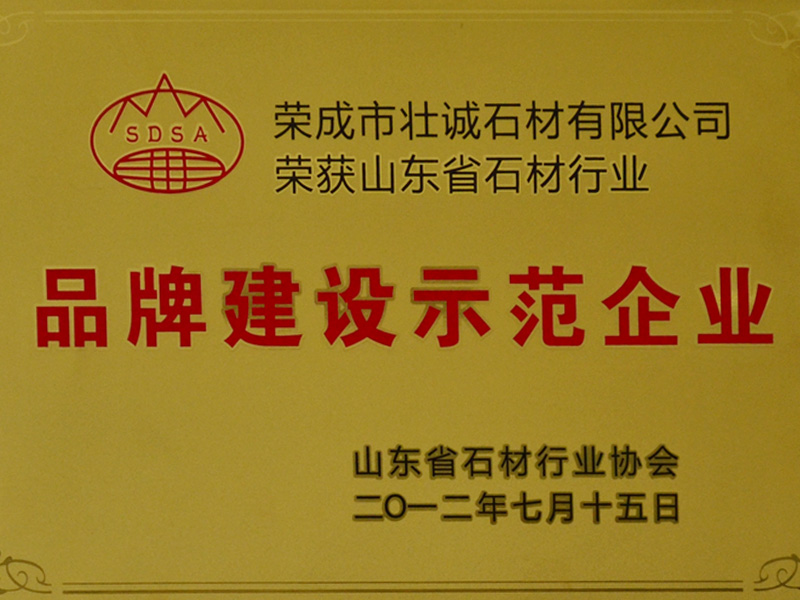 SDSA
荣成市壮诚石材有限公司
荣获山东省石材行业
品牌建设示范企业
山东省石材行业协会
二〇一二年七月十五日